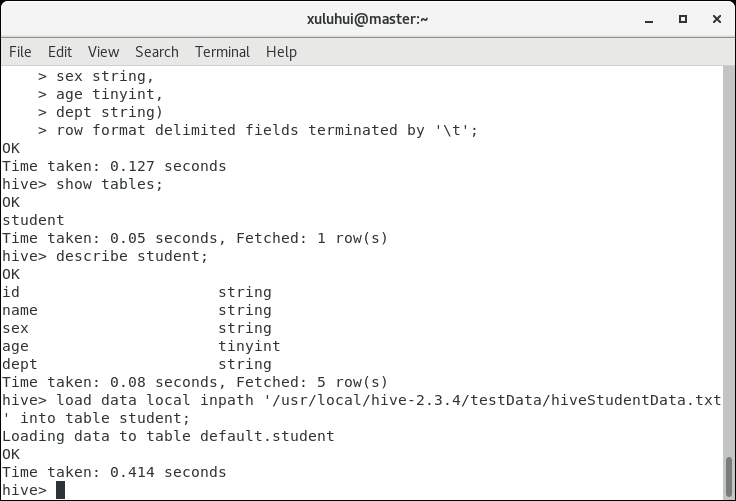 xuluhui@master:~
File Edit View Search Terminal Help
    > sex string,
    > age tinyint,
    > dept string)
    > row format delimited fields terminated by '\t';
OK
Time taken: 0.127 seconds
hive> show tables;
OK
student
Time taken: 0.05 seconds, Fetched: 1 row(s)
hive> describe student;
OK
id                      string
name                    string
sex                     string
age                     tinyint
dept                    string
Time taken: 0.08 seconds, Fetched: 5 row(s)
hive> load data local inpath '/usr/local/hive-2.3.4/testData/hiveStudentData.txt
' into table student;
Loading data to table default.student
OK
Time taken: 0.414 seconds
hive>